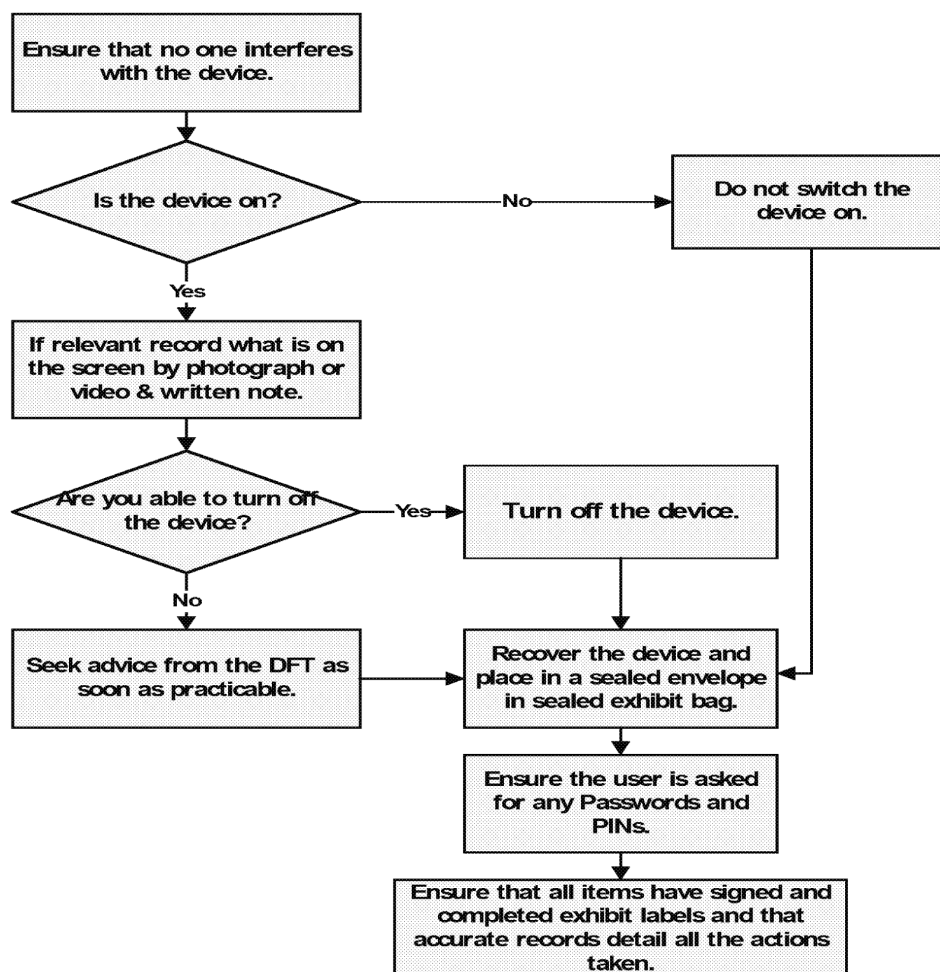 Ensure that no one interferes
with the device.
Is the device on?
No
Do not switch the
device on.
Yes
If relevant record what is on
the screen by photograph or
video & written note.
Are you able to turn off
the device?
Yes
Turn off the device.
No
Seek advice from the DFT as
soon as practicable.
Recover the device and
place in a sealed envelope
in sealed exhibit bag.
Ensure the user is asked
for any Passwords and
PINs.
Ensure that all items have signed and
completed exhibit labels and that
accurate records detail all the actions
taken.